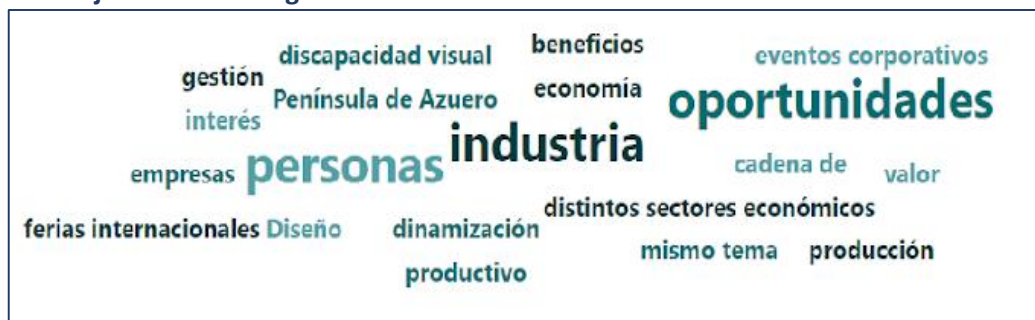 beneficios
discapacidad visual
eventos corporativos
gestión
economía
Península de Azuero
oportunidades
interés
industria
personas
empresas
cadena de
valor
distintos sectores económicos
ferias internacionales Diseño
dinamización
mismo tema
producción
productivo